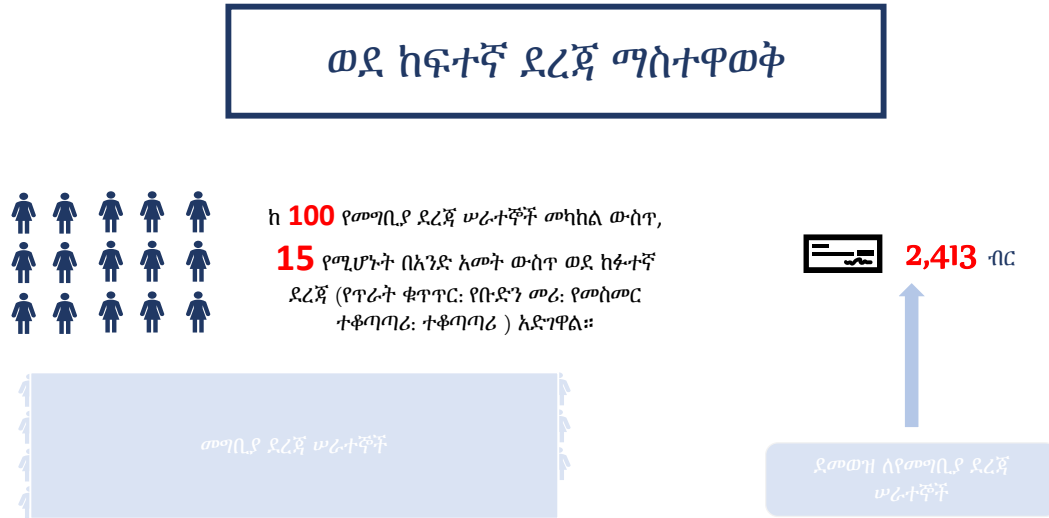 ወደ ከፍተኛ ደረጃ ማስተዋወቅ
ከ 100 የመግቢያ ደረጃ ሠራተኞች መካከል ውስጥ,
15 የሚሆኑት በአንድ አመት ውስጥ ወደ ከፉተኛ
ደረጃ (የጥራት ቁጥጥር: የቡድን መሪ: የመስመር
ተቆጣጣሪ: ተቆጣጣሪ ) አድገዋል።
2,413 ብር
መግቢያ ደረጃ ሠራተኞች
ደመወዝ ለየመግቢያ ደረጃ
ሠራተኞች